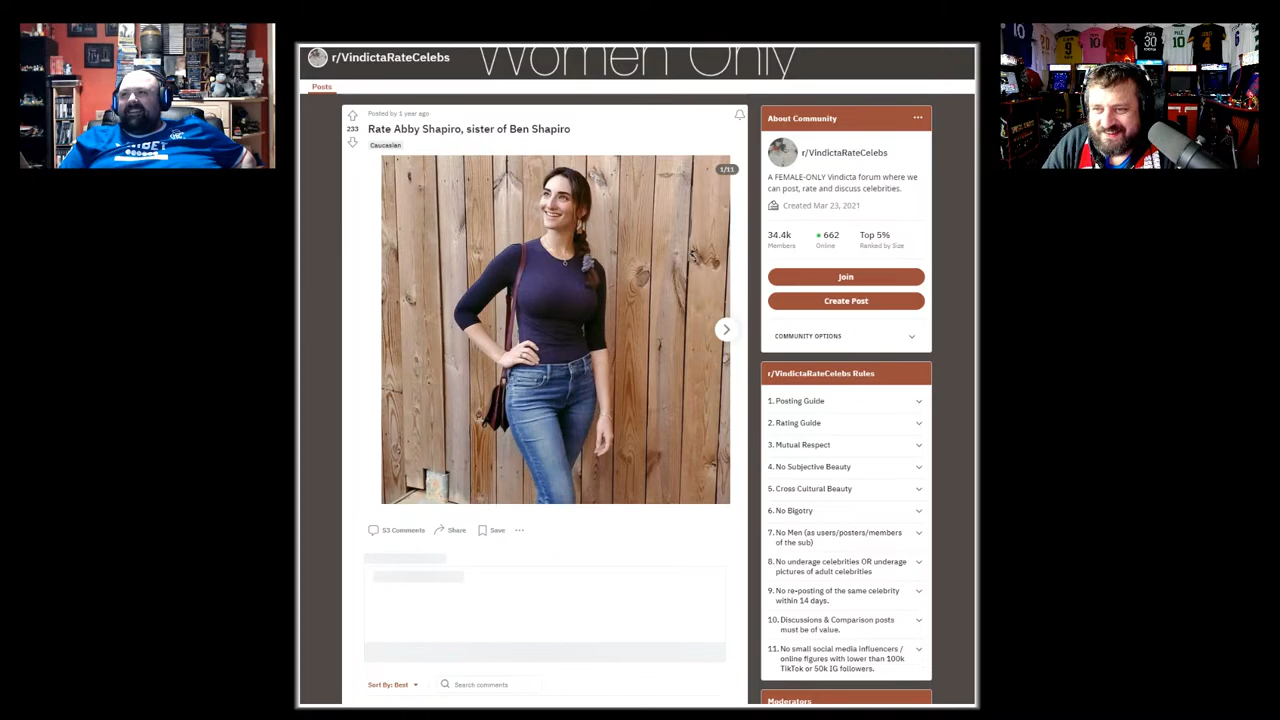 r/VindictaRateCelebs
Women Only
Posts
Posted by 1 year ago
233
Rate Abby Shapiro, sister of Ben Shapiro
Caucasian
1/11
53 Comments
Share
Save
Sort By: Best
Search comments
About Community
r/VindictaRateCelebs
A FEMALE-ONLY Vindicta forum where we
can post, rate and discuss celebrities.
Created Mar 23, 2021
34.4k
Members
662
Online
Top 5%
Ranked by Size
Join
Create Post
COMMUNITY OPTIONS
r/VindictaRateCelebs Rules
1. Posting Guide
2. Rating Guide
3. Mutual Respect
4. No Subjective Beauty
5. Cross Cultural Beauty
6. No Bigotry
7. No Men (as users/posters/members
of the sub)
8. No underage celebrities OR underage
pictures of adult celebrities
9. No re-posting of the same celebrity
within 14 days.
10. Discussions & Comparison posts
must be of value.
11. No small social media influencers /
online figures with lower than 100k
TikTok or 50k IG followers.
Moderators